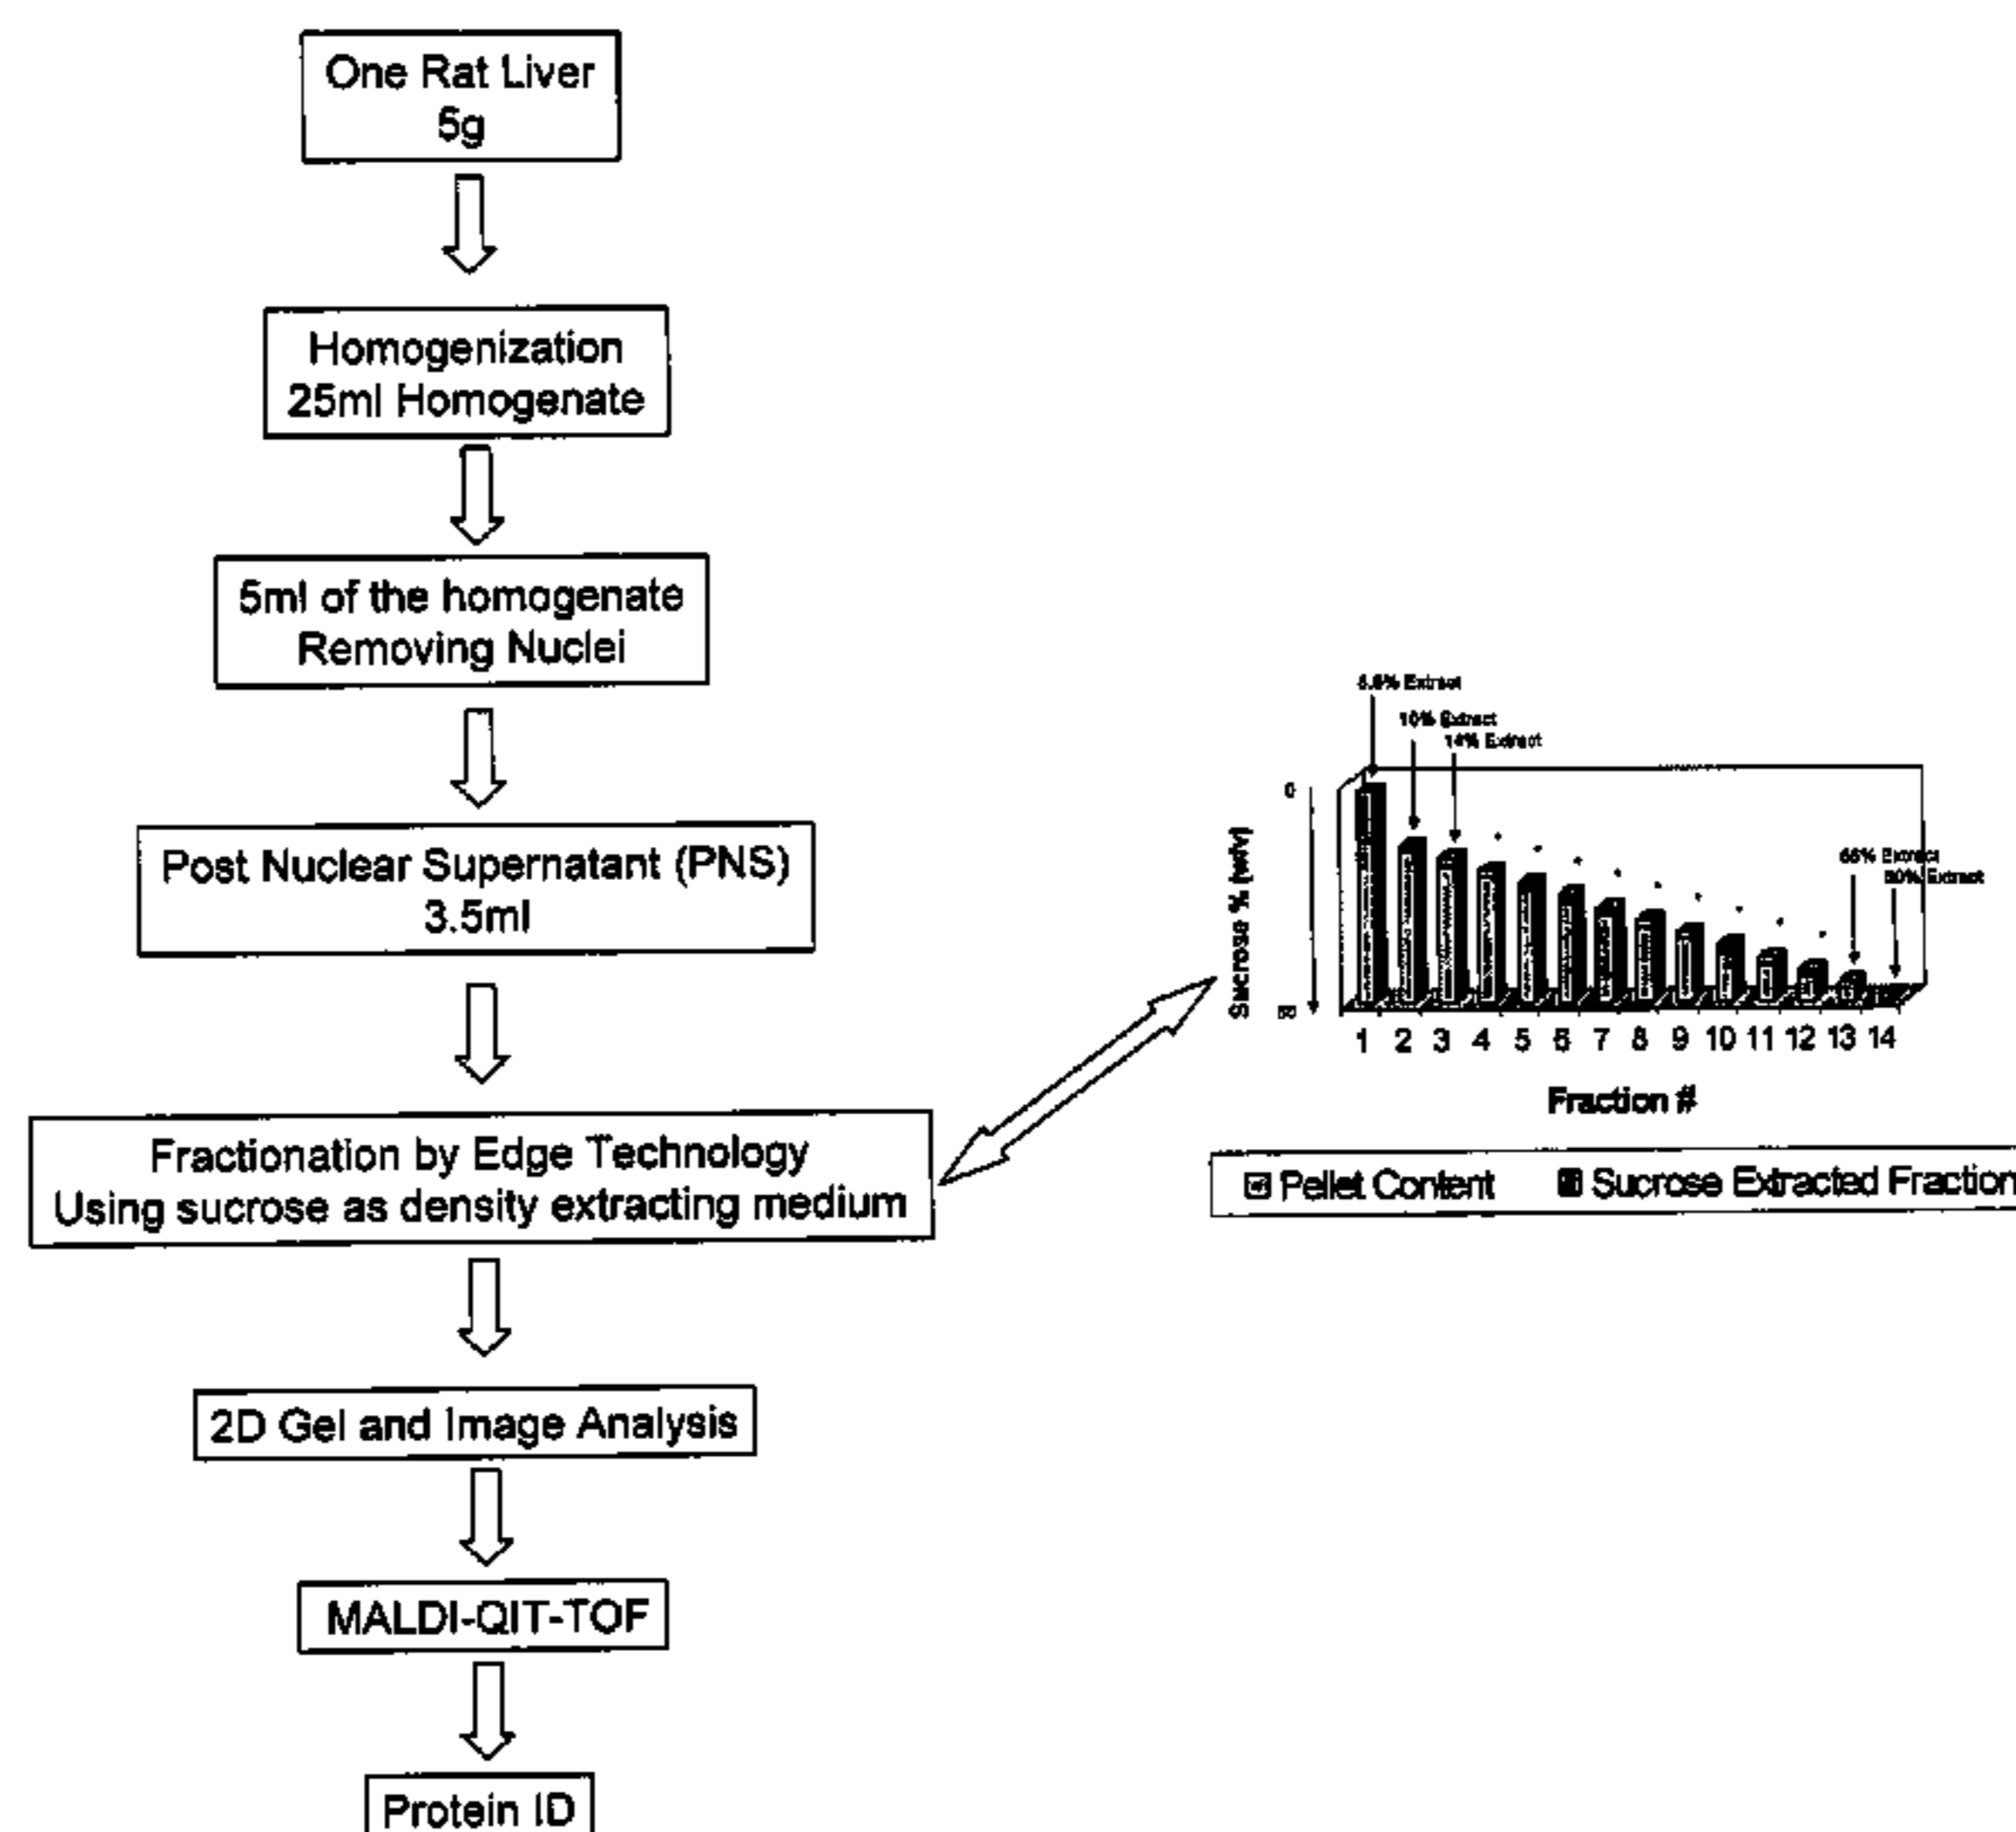 One Rat Liver
5g
Homogenization
25ml Homogenate
5ml of the homogenate
Removing Nuclei
Post Nuclear Supernatant (PNS)
3.5ml
Fractionation by Edge Technology
Using sucrose as density extracting medium
2D Gel and Image Analysis
MALDI-QIT-TOF
Protein ID
Extract
10% Extract
14% Extract
Extract
Extract
Sucrose % (w/v)
0
1 2 3 4 5 6 7 8 9 10 11 12 13 14
Fraction #
Pellet Content Sucrose Extracted Fraction